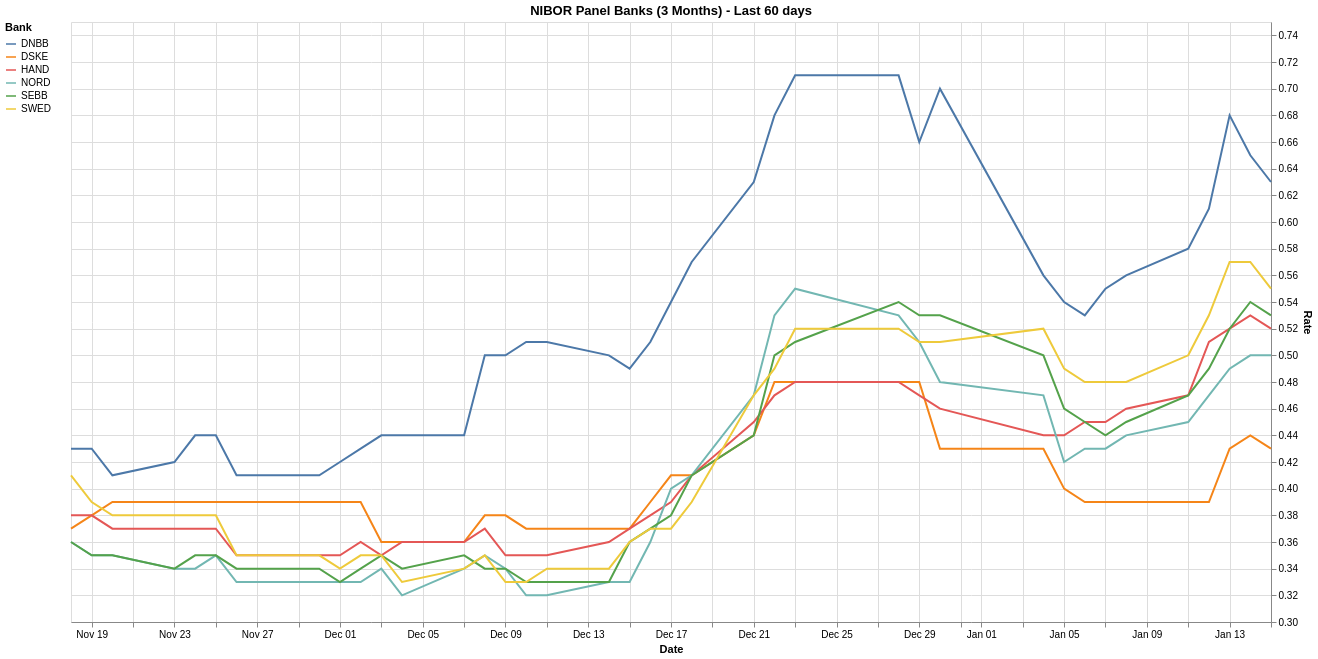 NIBOR Panel Banks (3 Months) - Last 60 days
Bank
DNBB
DSKE
HAND
NORD
SEBB
SWED
0.74
0.72
0.70
0.68
0.66
0.64
0.62
0.60
0.58
0.56
0.54
0.52
0.50
0.48
0.46
0.44
0.42
0.40
0.38
0.36
0.34
0.32
0.30
Rate
Nov 19 Nov 23 Nov 27 Dec 01 Dec 05 Dec 09 Dec 13 Dec 17 Dec 21 Dec 25 Dec 29 Jan 01 Jan 05 Jan 09 Jan 13
Date